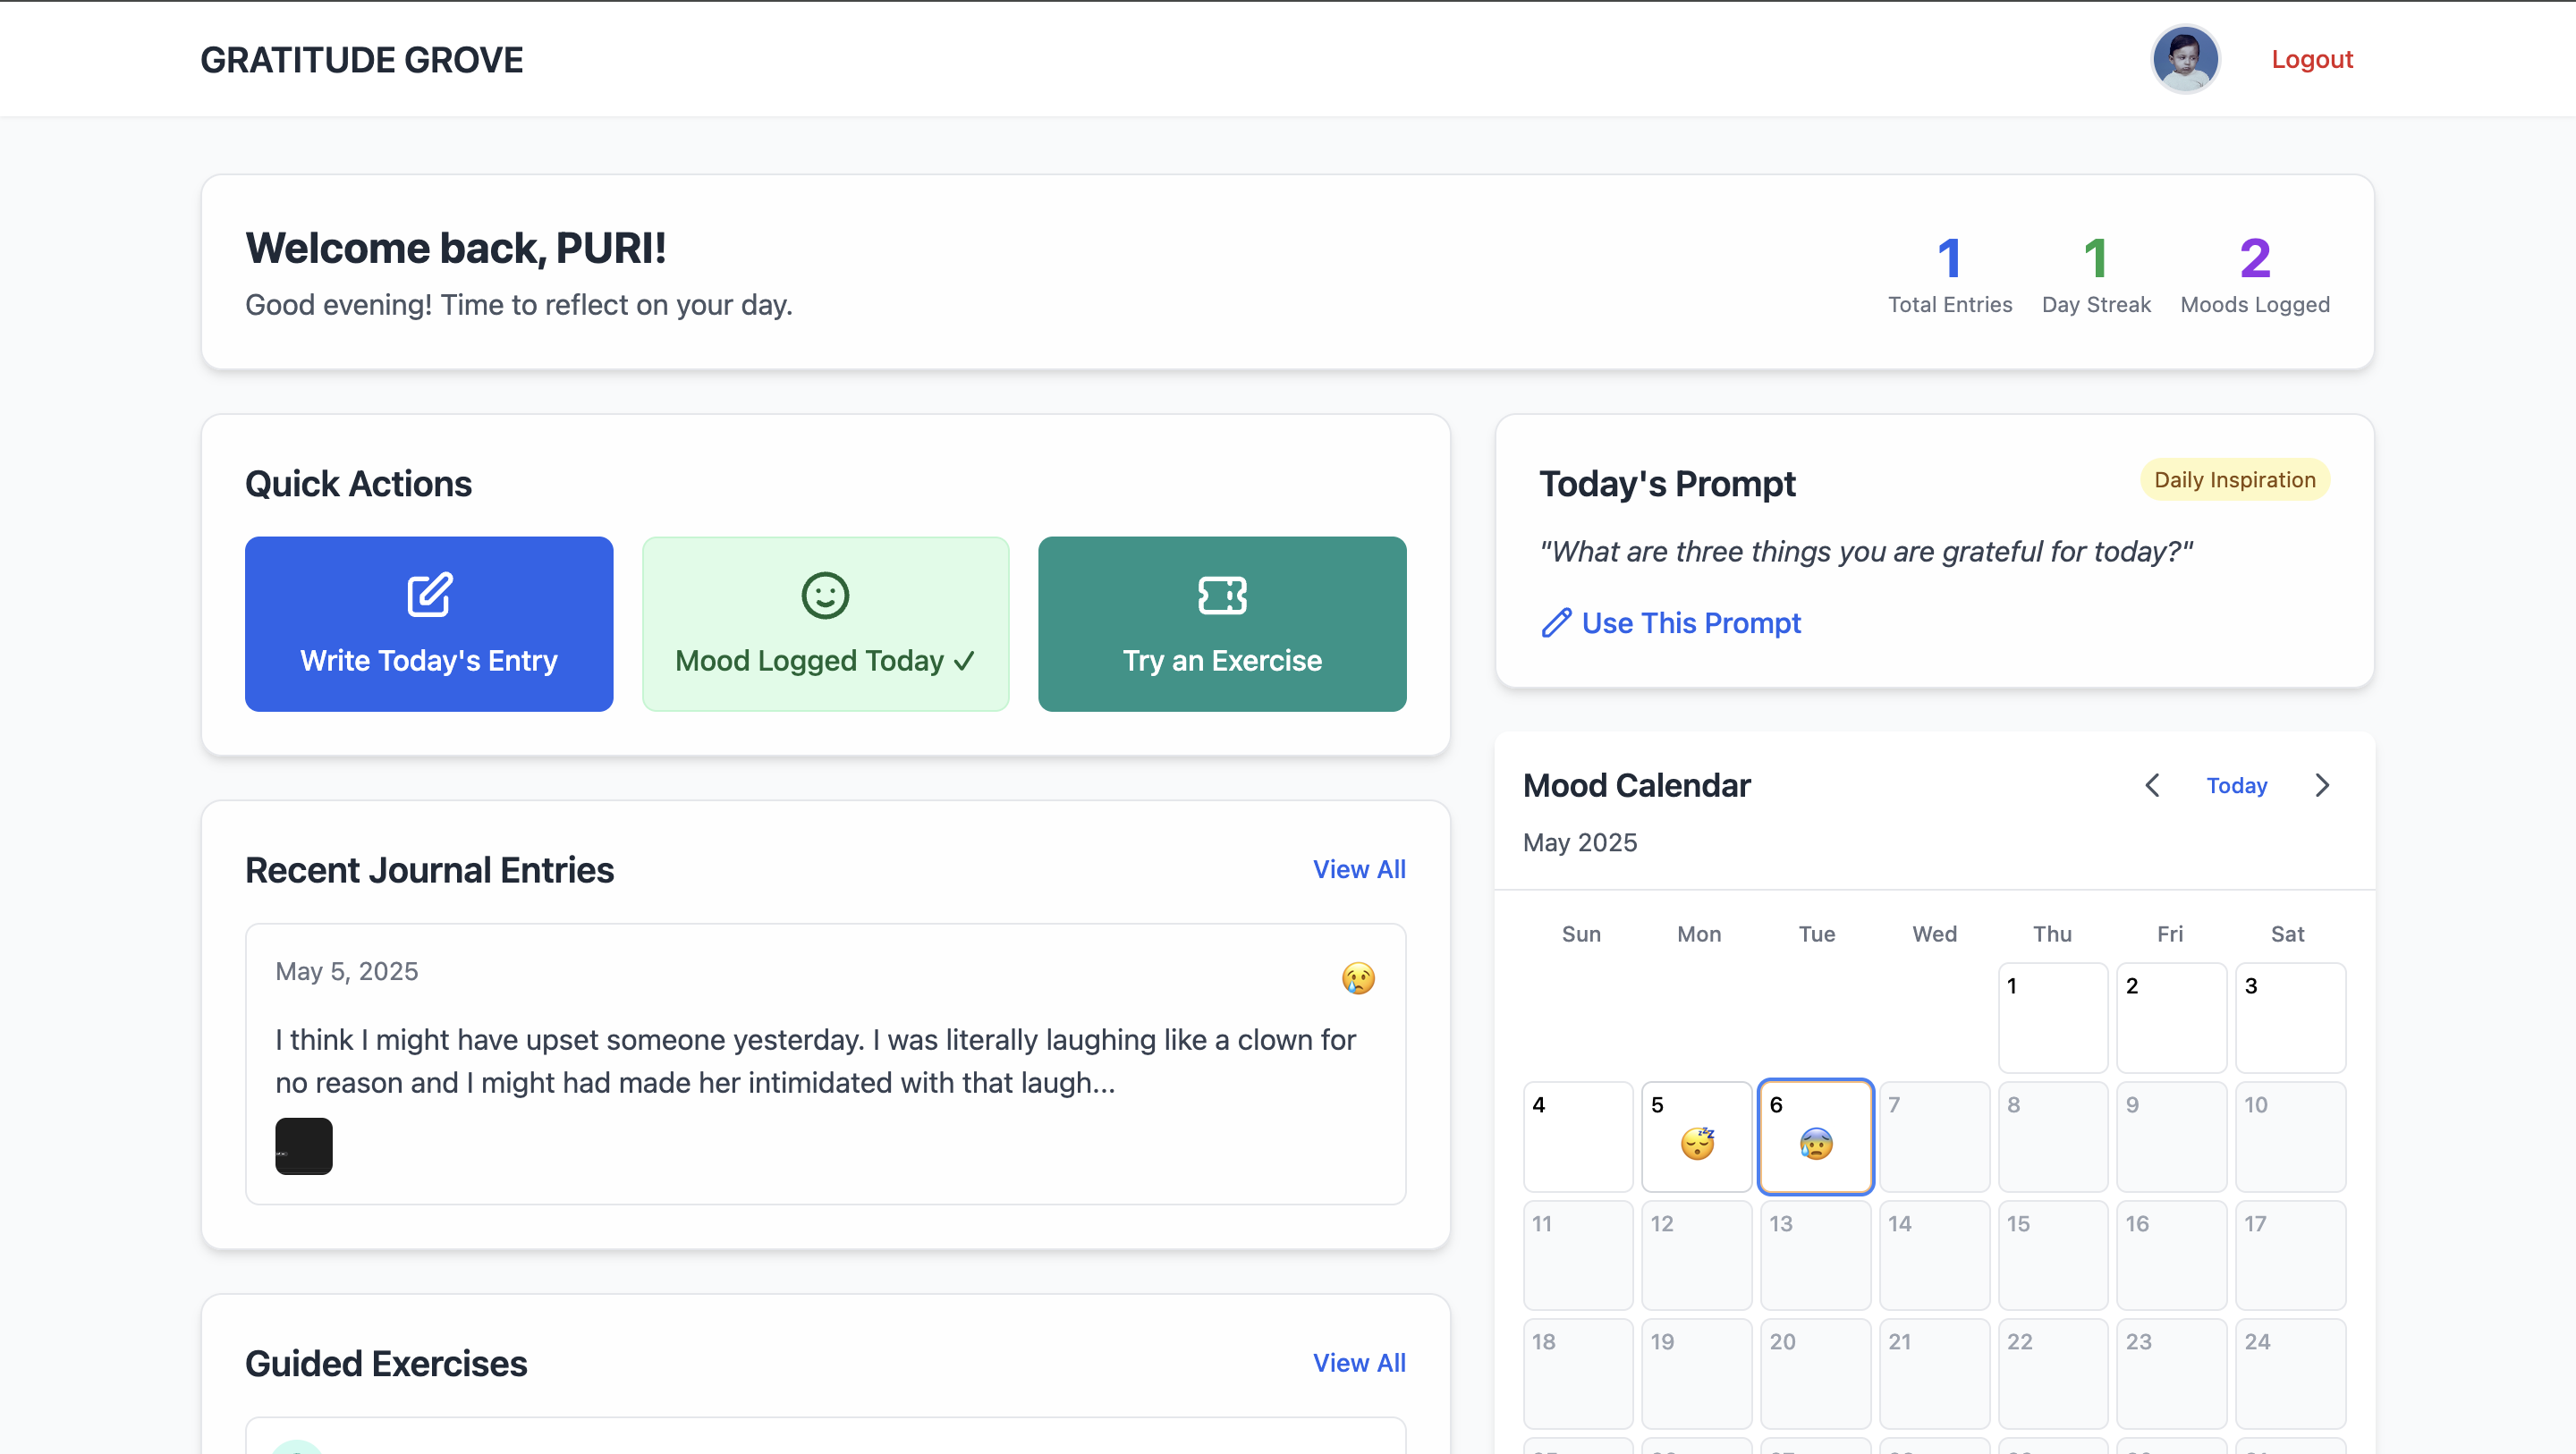 GRATITUDE GROVE
Logout
Welcome back, PURI!
Good evening! Time to reflect on your day.
1
Total Entries
1
Day Streak
2
Moods Logged
Quick Actions
Write Today's Entry
Mood Logged Today ✓
Try an Exercise
Today's Prompt
Daily Inspiration
"What are three things you are grateful for today?"
Use This Prompt
Recent Journal Entries
View All
May 5, 2025
I think I might have upset someone yesterday. I was literally laughing like a clown for
no reason and I might had made her intimidated with that laugh...
Mood Calendar
Today
May 2025
Sun Mon Tue Wed Thu Fri Sat
1 2 3
4 5 6 7 8 9 10
11 12 13 14 15 16 17
18 19 20 21 22 23 24
Guided Exercises
View All